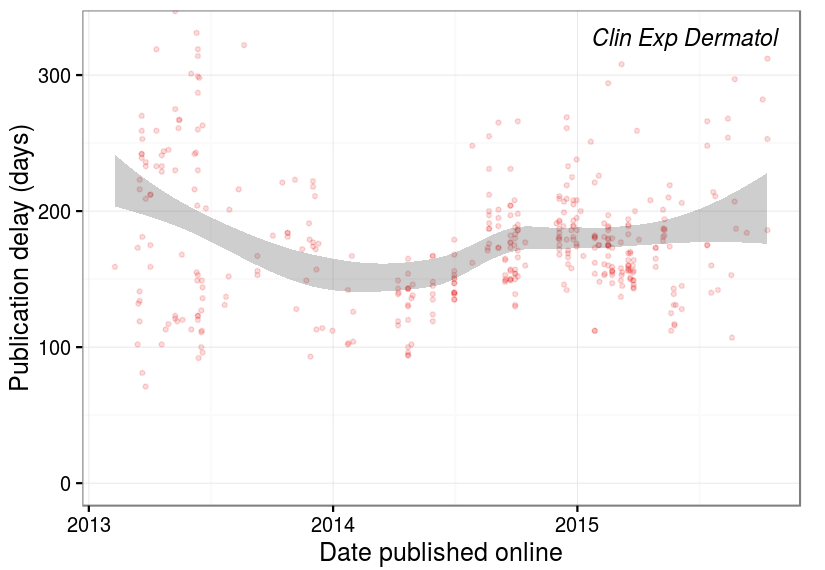 Clin Exp Dermatol
Publication delay (days)
300
200
100
0
2013
2014
2015
Date published online